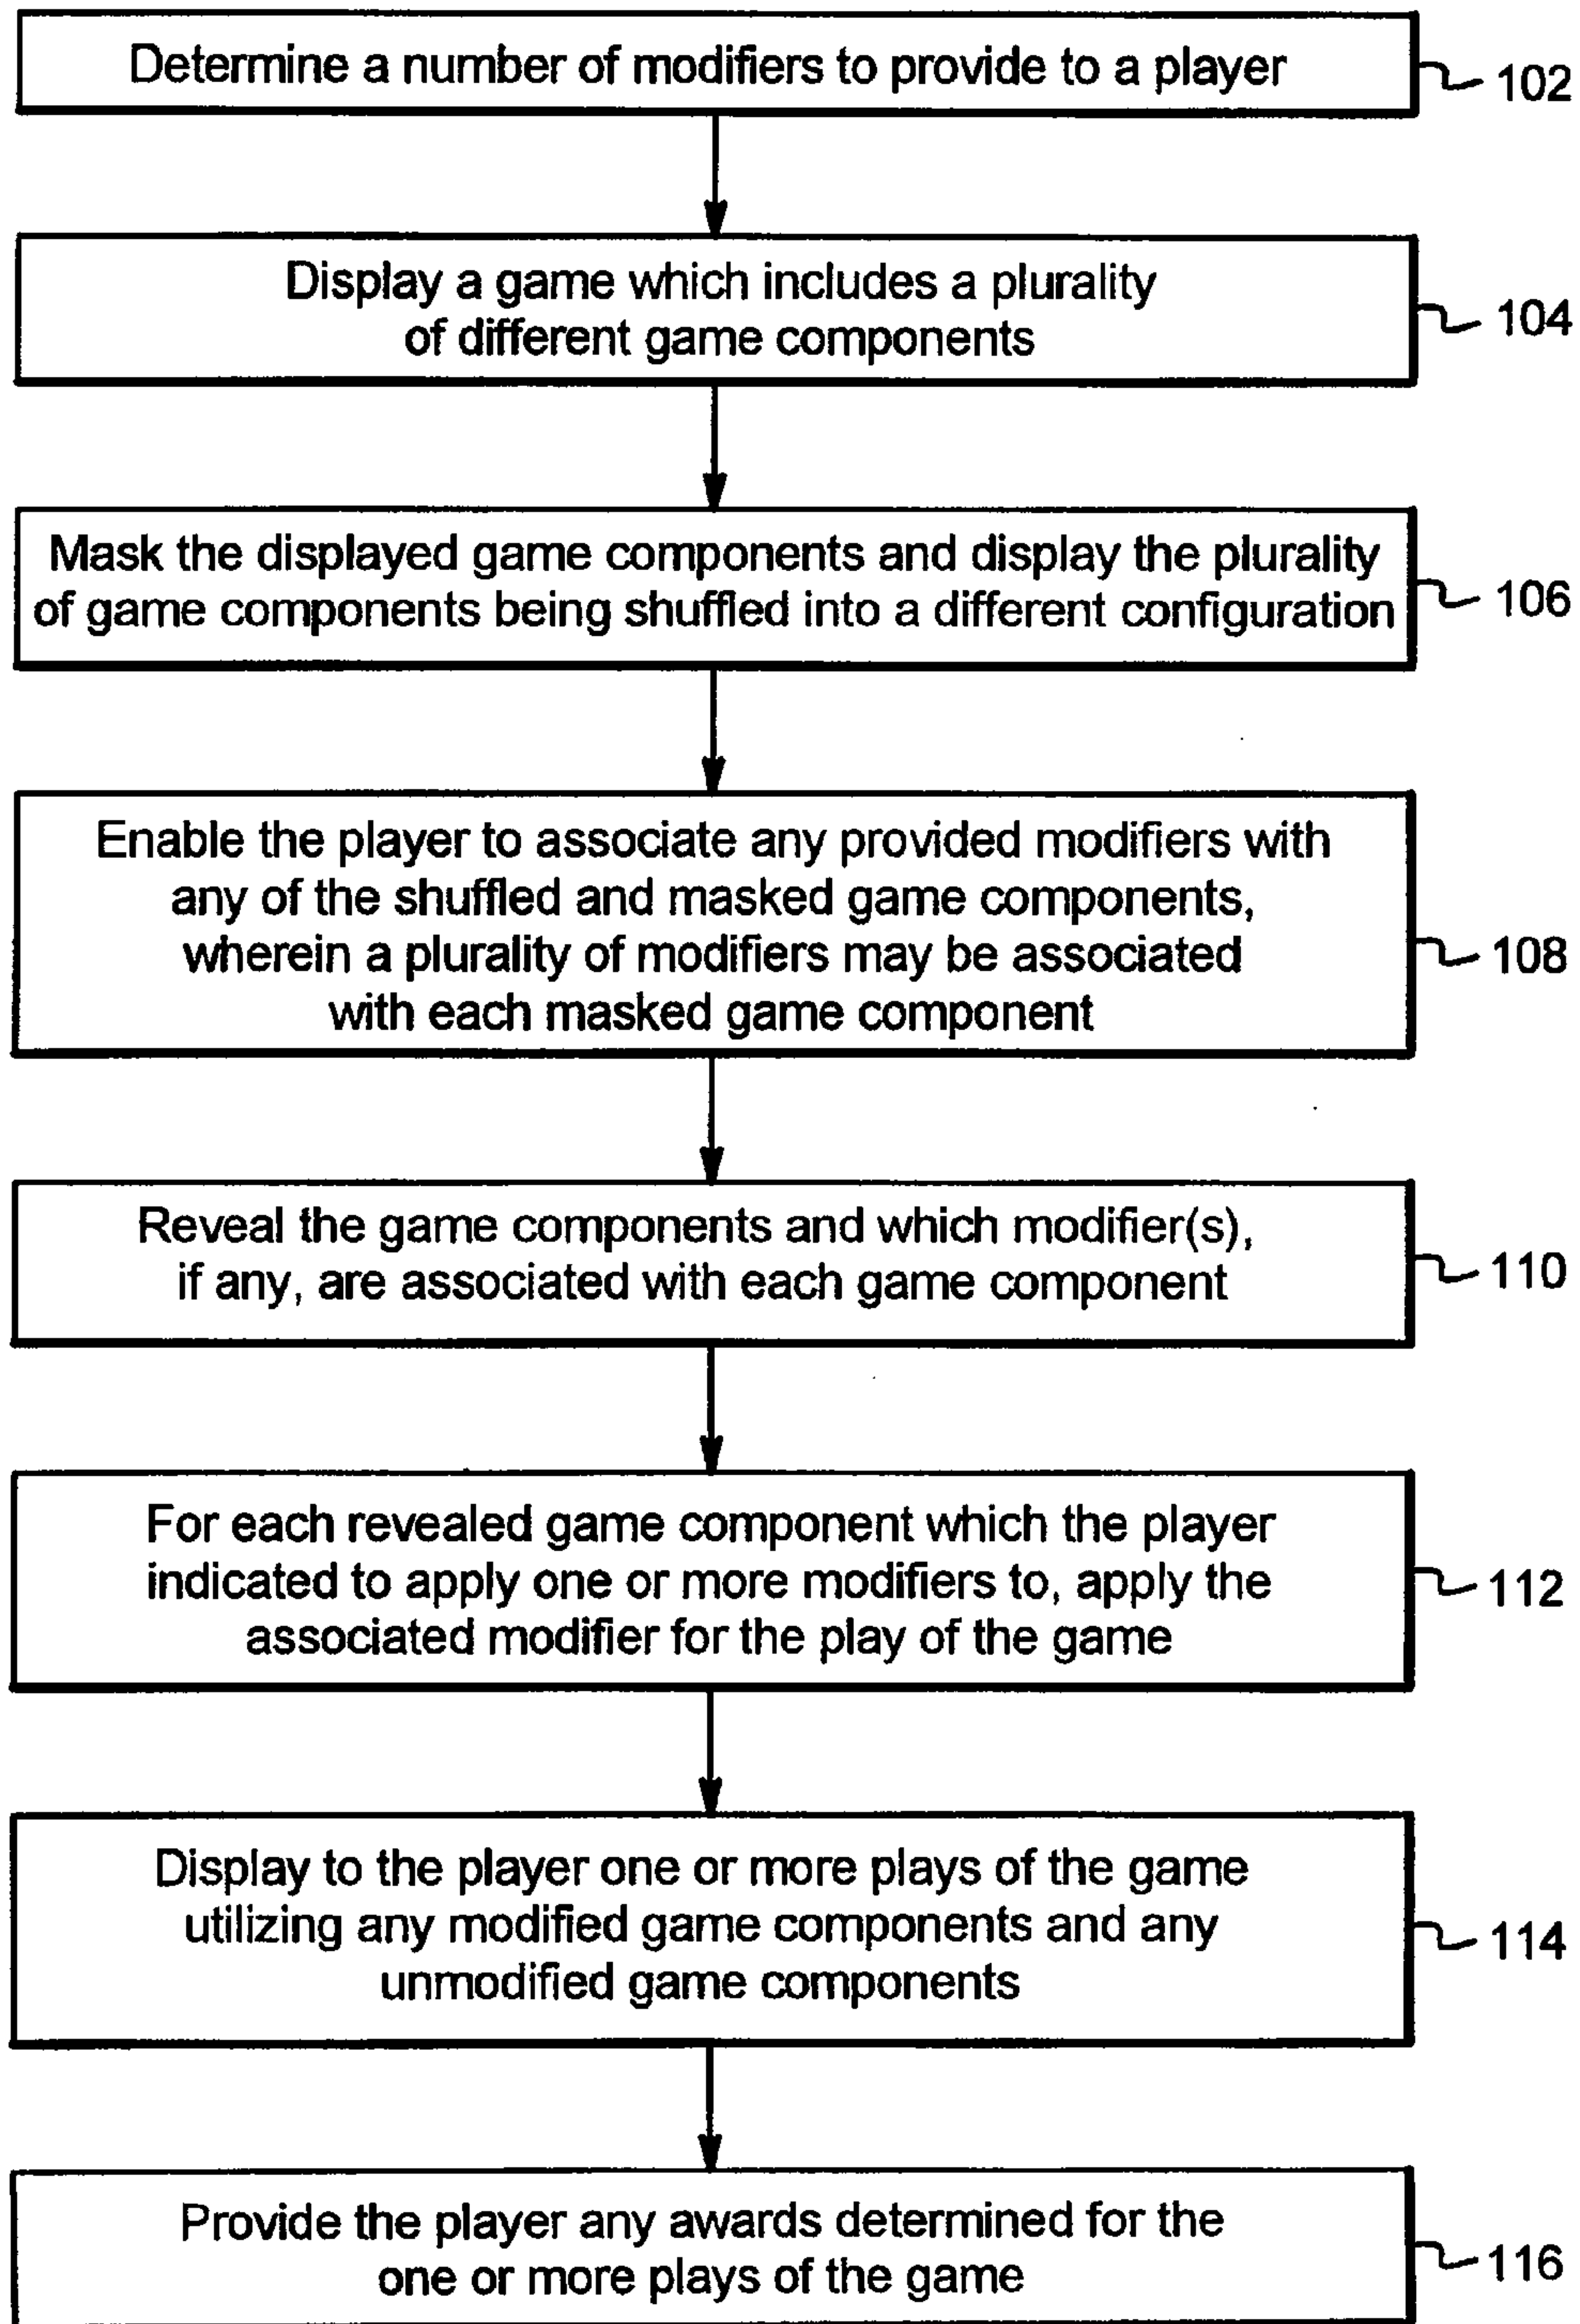 Determine a number of modifiers to provide to a player
102
Display a game which includes a plurality
of different game components
104
Mask the displayed game components and display the plurality
of game components being shuffled into a different configuration
106
Enable the player to associate any provided modifiers with
any of the shuffled and masked game components,
wherein a plurality of modifiers may be associated
with each masked game component
108
Reveal the game components and which modifier(s),
if any, are associated with each game component
110
For each revealed game component which the player
indicated to apply one or more modifiers to, apply the
associated modifier for the play of the game
112
Display to the player one or more plays of the game
utilizing any modified game components and any
unmodified game components
114
Provide the player any awards determined for the
one or more plays of the game
116